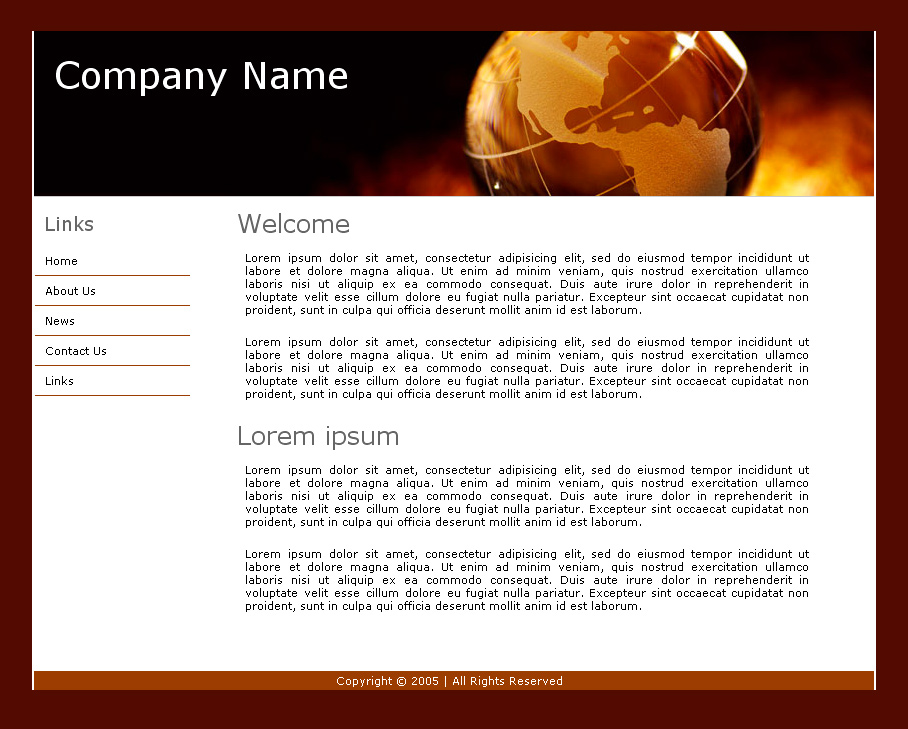 Company Name
Links
Home
About Us
News
Contact Us
Links
Welcome
Lorem ipsum dolor sit amet, consectetur adipisicing elit, sed do eiusmod tempor incididunt ut
labore et dolore magna aliqua. Ut enim ad minim veniam, quis nostrud exercitation ullamco
laboris nisi ut aliquip ex ea commodo consequat. Duis aute irure dolor in reprehenderit in
voluptate velit esse cillum dolore eu fugiat nulla pariatur. Excepteur sint occaecat cupidatat non
proident, sunt in culpa qui officia deserunt mollit anim id est laborum.
Lorem ipsum dolor sit amet, consectetur adipisicing elit, sed do eiusmod tempor incididunt ut
labore et dolore magna aliqua. Ut enim ad minim veniam, quis nostrud exercitation ullamco
laboris nisi ut aliquip ex ea commodo consequat. Duis aute irure dolor in reprehenderit in
voluptate velit esse cillum dolore eu fugiat nulla pariatur. Excepteur sint occaecat cupidatat non
proident, sunt in culpa qui officia deserunt mollit anim id est laborum.
Lorem ipsum
Lorem ipsum dolor sit amet, consectetur adipisicing elit, sed do eiusmod tempor incididunt ut
labore et dolore magna aliqua. Ut enim ad minim veniam, quis nostrud exercitation ullamco
laboris nisi ut aliquip ex ea commodo consequat. Duis aute irure dolor in reprehenderit in
voluptate velit esse cillum dolore eu fugiat nulla pariatur. Excepteur sint occaecat cupidatat non
proident, sunt in culpa qui officia deserunt mollit anim id est laborum.
Lorem ipsum dolor sit amet, consectetur adipisicing elit, sed do eiusmod tempor incididunt ut
labore et dolore magna aliqua. Ut enim ad minim veniam, quis nostrud exercitation ullamco
laboris nisi ut aliquip ex ea commodo consequat. Duis aute irure dolor in reprehenderit in
voluptate velit esse cillum dolore eu fugiat nulla pariatur. Excepteur sint occaecat cupidatat non
proident, sunt in culpa qui officia deserunt mollit anim id est laborum.
Copyright © 2005 | All Rights Reserved